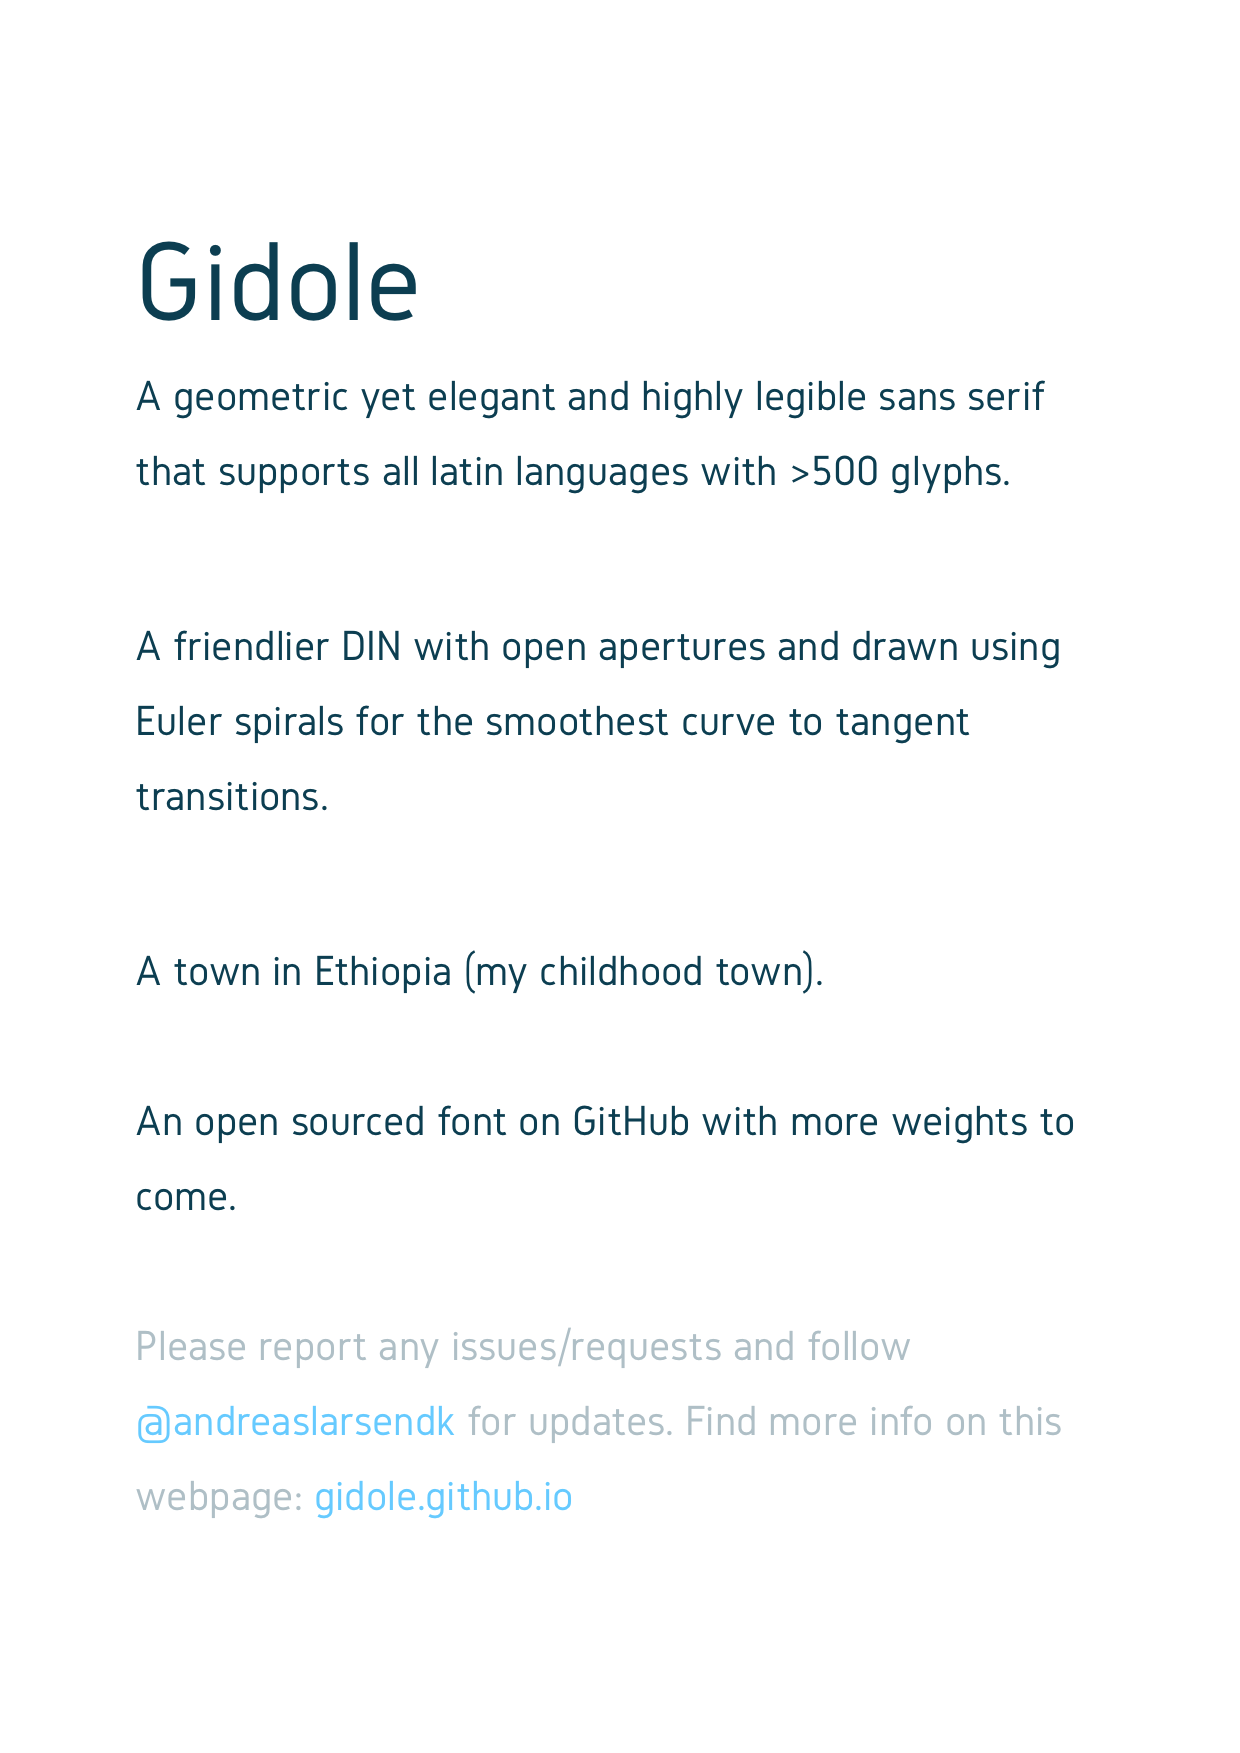 Gidole
A geometric yet elegant and highly legible sans serif
that supports all latin languages with >500 glyphs.
A friendlier DIN with open apertures and drawn using
Euler spirals for the smoothest curve to tangent
transitions.
A town in Ethiopia (my childhood town).
An open sourced font on GitHub with more weights to
come.
Please report any issues/requests and follow
@andreaslarsendk for updates. Find more info on this
webpage: gidole.github.io